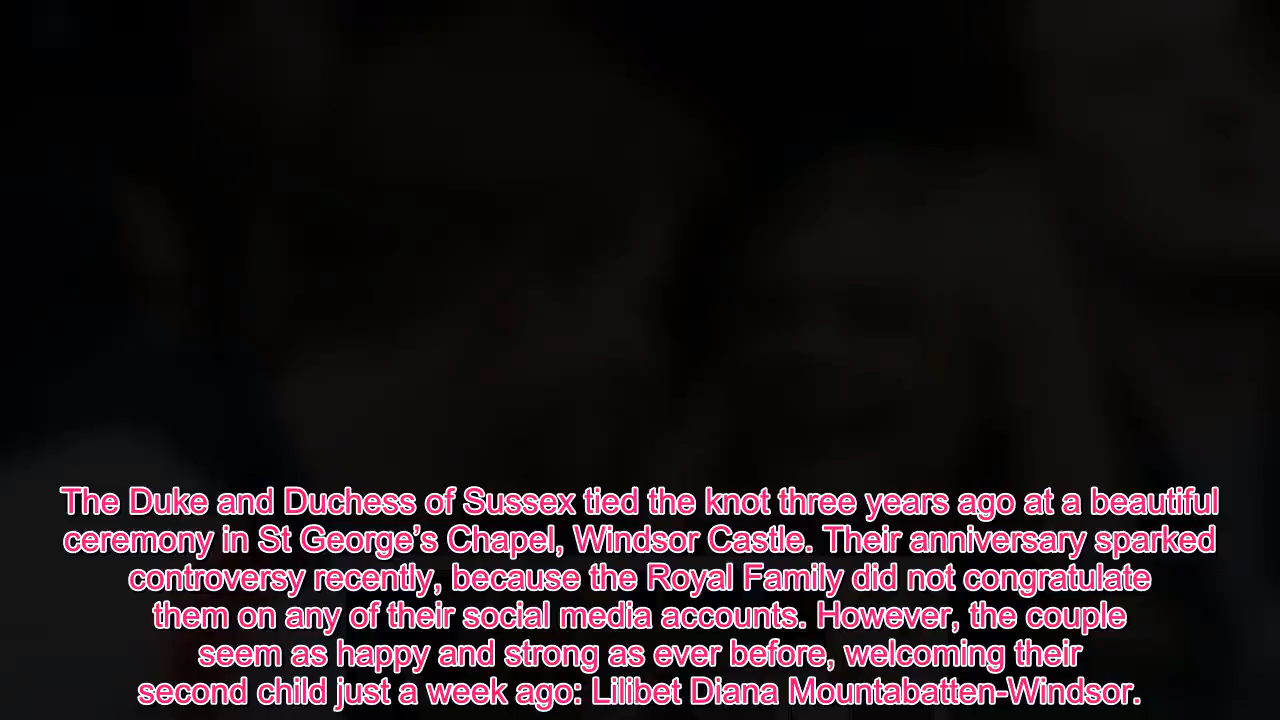 The Duke and Duchess of Sussex tied the knot three years ago at a beautiful
ceremony in St George’s Chapel, Windsor Castle. Their anniversary sparked
controversy recently, because the Royal Family did not congratulate
them on any of their social media accounts. However, the couple
seem as happy and strong as ever before, welcoming their
second child just a week ago: Lilibet Diana Mountabatten-Windsor.